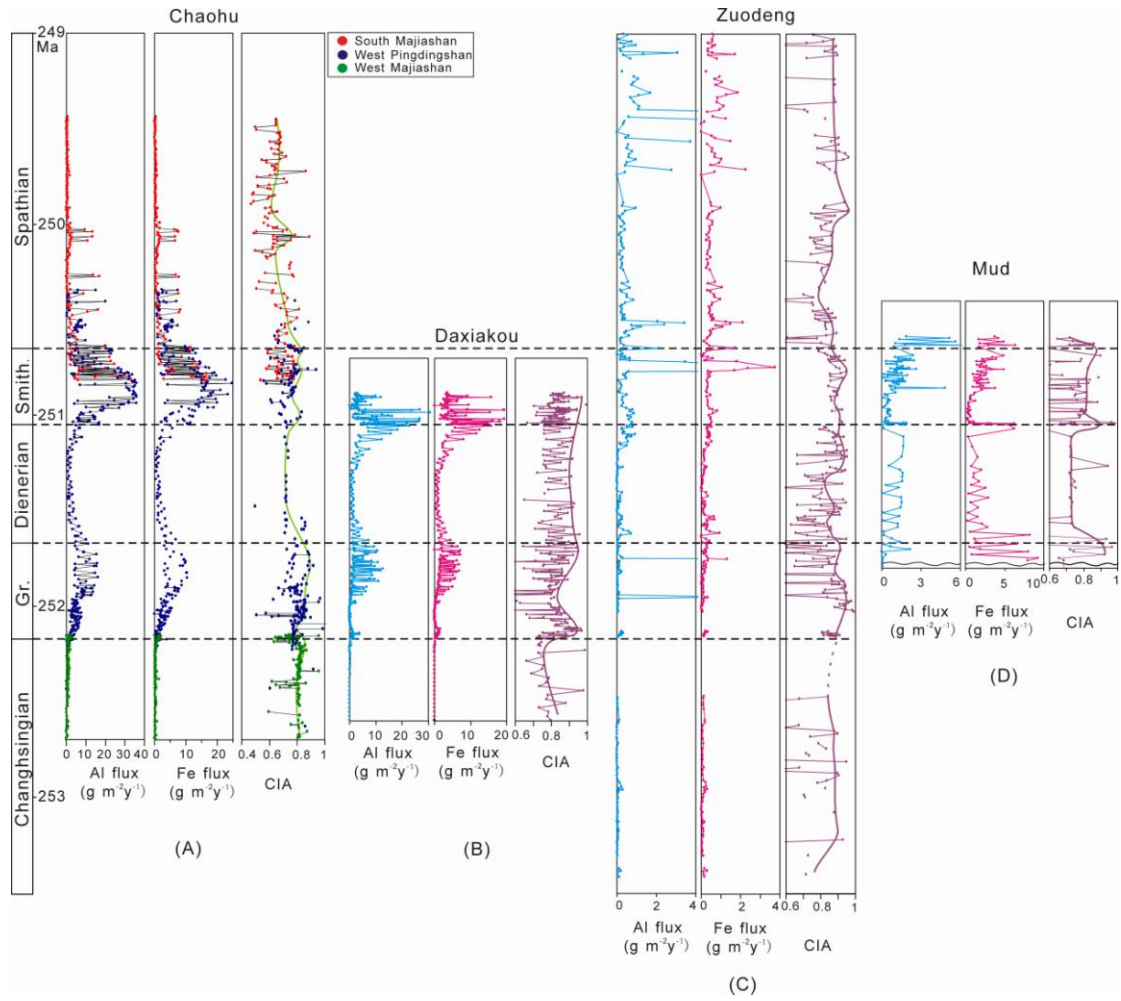 Chaohu
Zuodeng
249
Ma
South Majiashan
West Pingdingshan
West Majiashan
Spathian
250
Mud
Daxiakou
Smith.
251
Dienerian
Gr.
252
Changhsingian
253
0 10 20 30 40
0 10 20
0.4 0.6 0.8 1
Al flux
(g m⁻²y⁻¹)
Fe flux
(g m⁻²y⁻¹)
CIA
(A)
0 10 20 30
0 10 20
0.6 0.8 1
Al flux
(g m⁻²y⁻¹)
Fe flux
(g m⁻²y⁻¹)
CIA
(B)
0 2 4
0 2 4
0.6 0.8 1
Al flux
(g m⁻²y⁻¹)
Fe flux
(g m⁻²y⁻¹)
CIA
(C)
0 3 6
0 5 10
0.6 0.8 1
Al flux
(g m⁻²y⁻¹)
Fe flux
(g m⁻²y⁻¹)
CIA
(D)